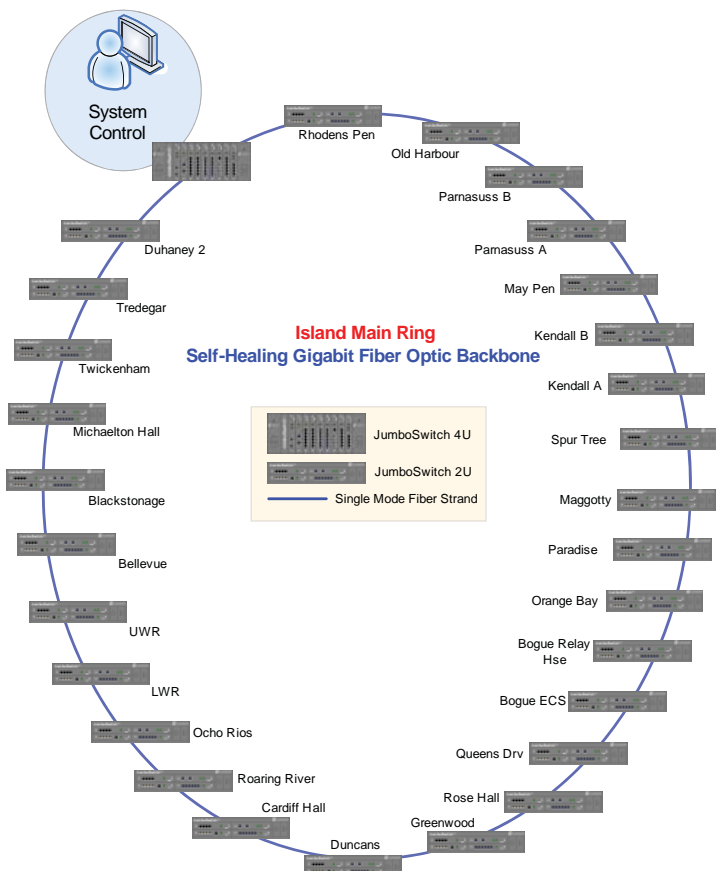 System
Control
Rhodens Pen
Old Harbour
Parnasuss B
Parnasuss A
May Pen
Kendall B
Kendall A
Spur Tree
Maggotty
Paradise
Orange Bay
Bogue Relay
Hse
Bogue ECS
Queens Drv
Rose Hall
Greenwood
Duncans
Cardiff Hall
Roaring River
Ocho Rios
LWR
UWR
Bellevue
Blackstonage
Michaelton Hall
Twickenham
Tredegar
Duhaney 2
Island Main Ring
Self-Healing Gigabit Fiber Optic Backbone
JumboSwitch 4U
JumboSwitch 2U
Single Mode Fiber Strand